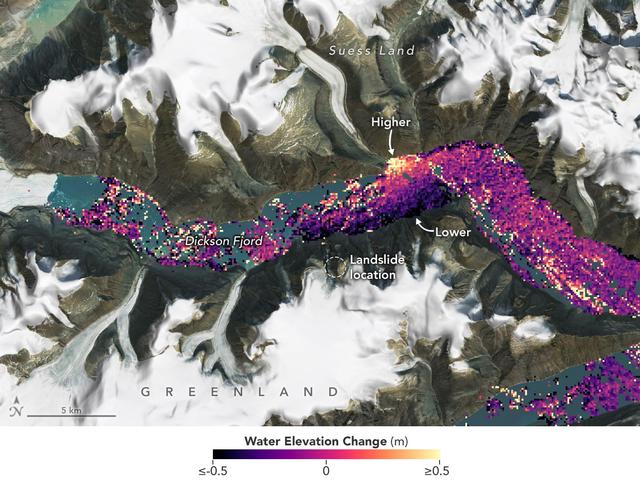 Suess Land
Higher
Dickson Fjord
Lower
Landslide
location
GREENLAND
N
5 km
Water Elevation Change (m)
≤-0.5 0 ≥0.5